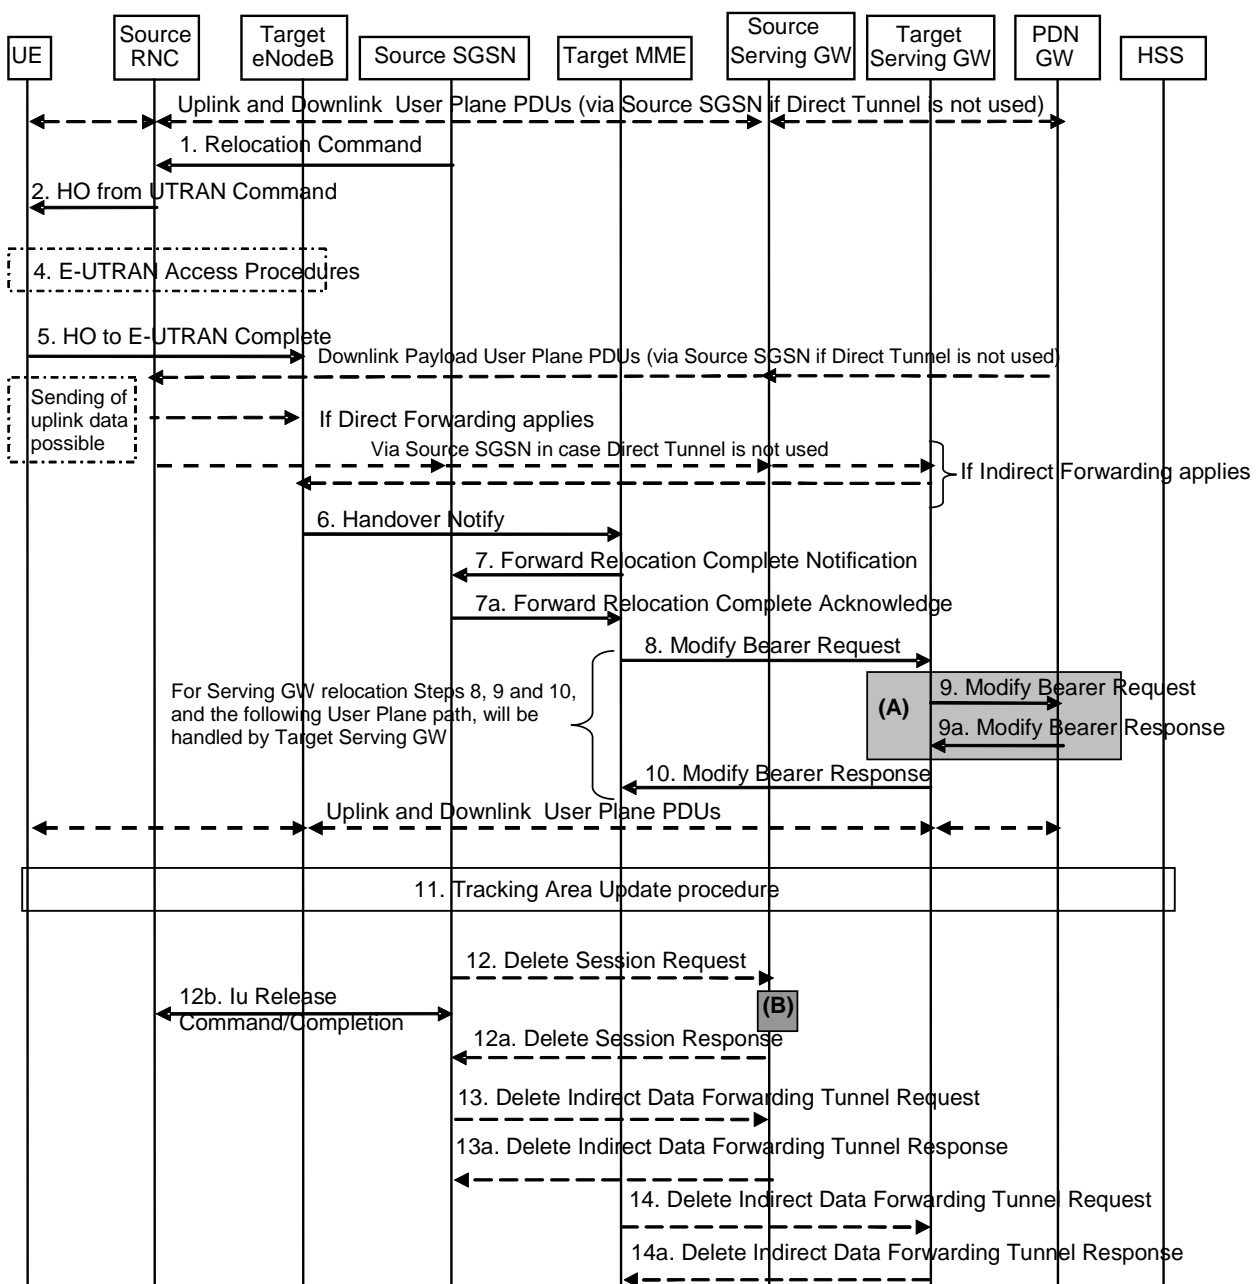 UE
Source
RNC
Target
eNodeB
Source SGSN
Target MME
Source
Serving GW
Target
Serving GW
PDN
GW
HSS
Uplink and Downlink User Plane PDUs (via Source SGSN if Direct Tunnel is not used)
1. Relocation Command
2. HO from UTRAN Command
4. E-UTRAN Access Procedures
5. HO to E-UTRAN Complete
Downlink Payload User Plane PDUs (via Source SGSN if Direct Tunnel is not used)
Sending of
uplink data
possible
If Direct Forwarding applies
Via Source SGSN in case Direct Tunnel is not used
If Indirect Forwarding applies
6. Handover Notify
7. Forward Relocation Complete Notification
7a. Forward Relocation Complete Acknowledge
8. Modify Bearer Request
For Serving GW relocation Steps 8, 9 and 10,
and the following User Plane path, will be
handled by Target Serving GW
(A)
9. Modify Bearer Request
9a. Modify Bearer Response
10. Modify Bearer Response
Uplink and Downlink User Plane PDUs
11. Tracking Area Update procedure
12. Delete Session Request
(B)
12b. Iu Release
Command/Completion
12a. Delete Session Response
13. Delete Indirect Data Forwarding Tunnel Request
13a. Delete Indirect Data Forwarding Tunnel Response
14. Delete Indirect Data Forwarding Tunnel Request
14a. Delete Indirect Data Forwarding Tunnel Response